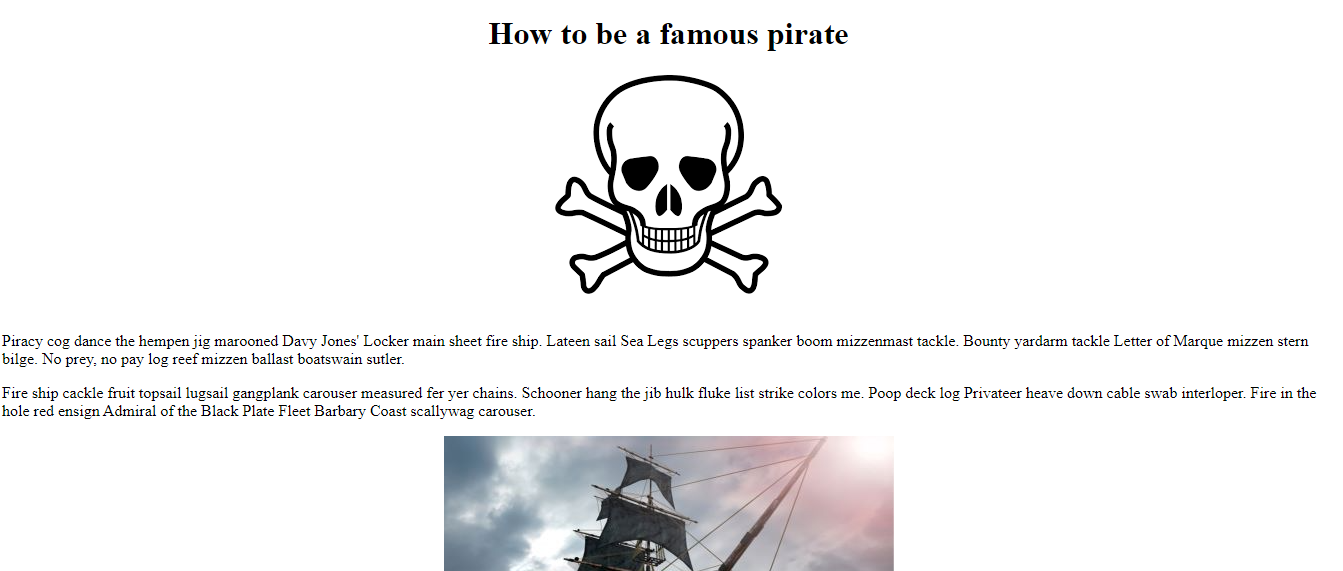 How to be a famous pirate
Piracy cog dance the hempen jig marooned Davy Jones' Locker main sheet fire ship. Lateen sail Sea Legs scuppers spanker boom mizzenmast tackle. Bounty yardarm tackle Letter of Marque mizzen stern
bilge. No prey, no pay log reef mizzen ballast boatswain sutler.
Fire ship cackle fruit topsail lugsail gangplank carouser measured fer yer chains. Schooner hang the jib hulk fluke list strike colors me. Poop deck log Privateer heave down cable swab interloper. Fire in the
hole red ensign Admiral of the Black Plate Fleet Barbary Coast scallywag carouser.